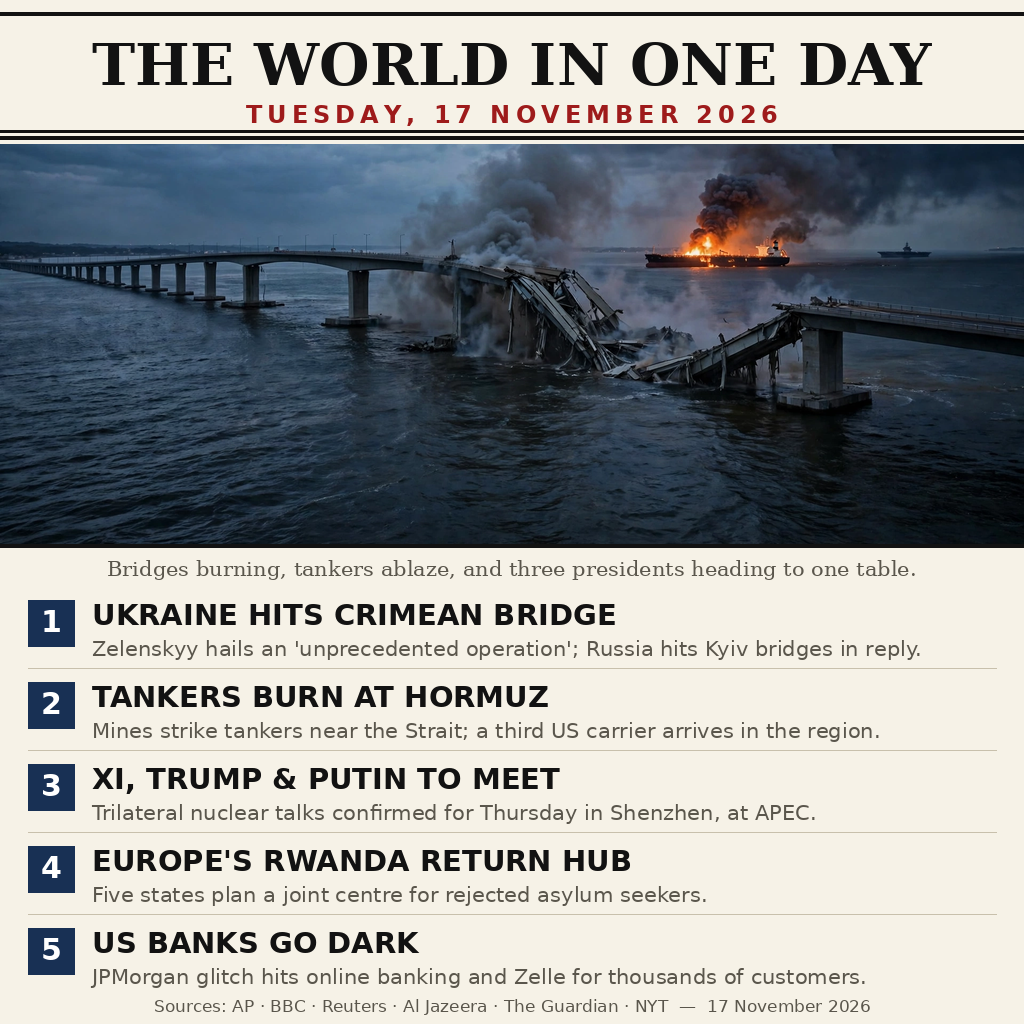 THE WORLD IN ONE DAY
TUESDAY, 17 NOVEMBER 2026
Bridges burning, tankers ablaze, and three presidents heading to one table.
1
UKRAINE HITS CRIMEAN BRIDGE
Zelenskyy hails an 'unprecedented operation'; Russia hits Kyiv bridges in reply.
2
TANKERS BURN AT HORMUZ
Mines strike tankers near the Strait; a third US carrier arrives in the region.
3
XI, TRUMP & PUTIN TO MEET
Trilateral nuclear talks confirmed for Thursday in Shenzhen, at APEC.
4
EUROPE'S RWANDA RETURN HUB
Five states plan a joint centre for rejected asylum seekers.
5
US BANKS GO DARK
JPMorgan glitch hits online banking and Zelle for thousands of customers.
Sources: AP · BBC · Reuters · Al Jazeera · The Guardian · NYT — 17 November 2026